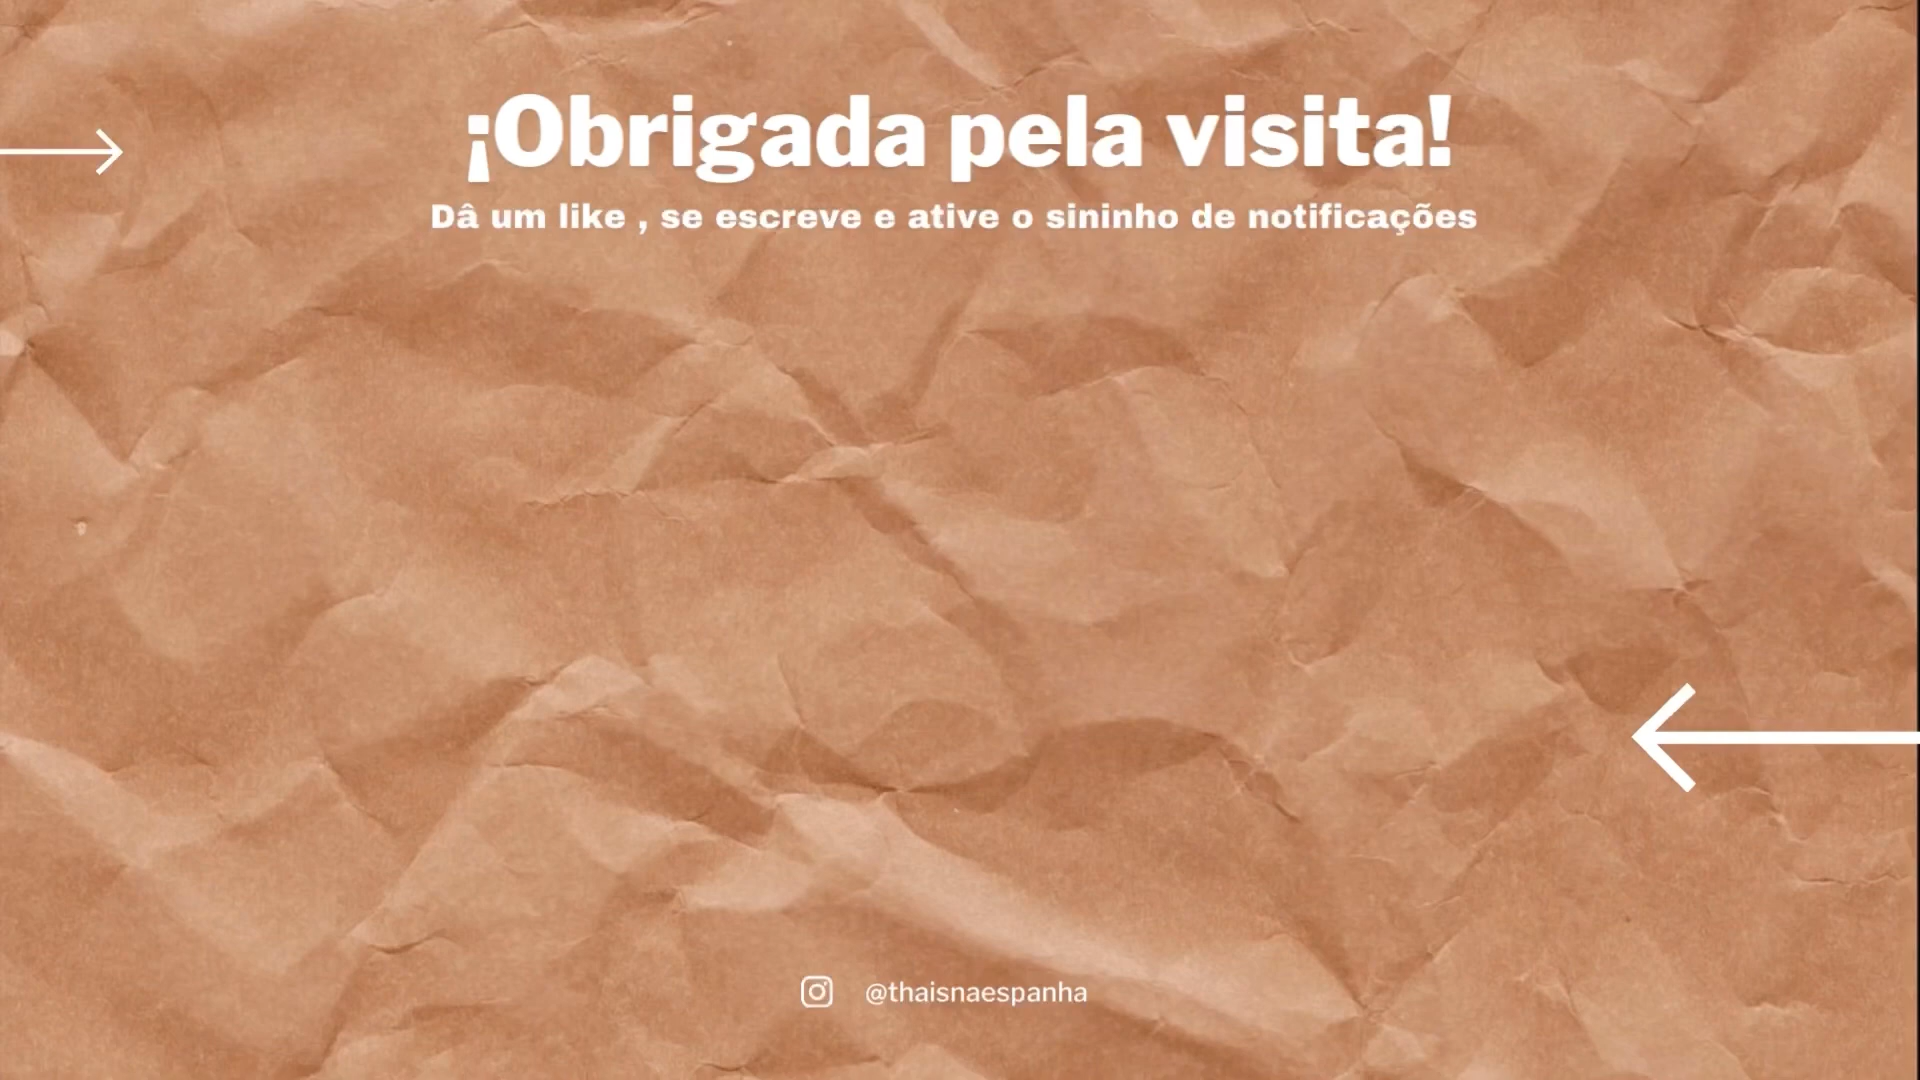 ¡Obrigada pela visita!
Dâ um like , se escreve e ative o sininho de notificações
@thaisnaespanha